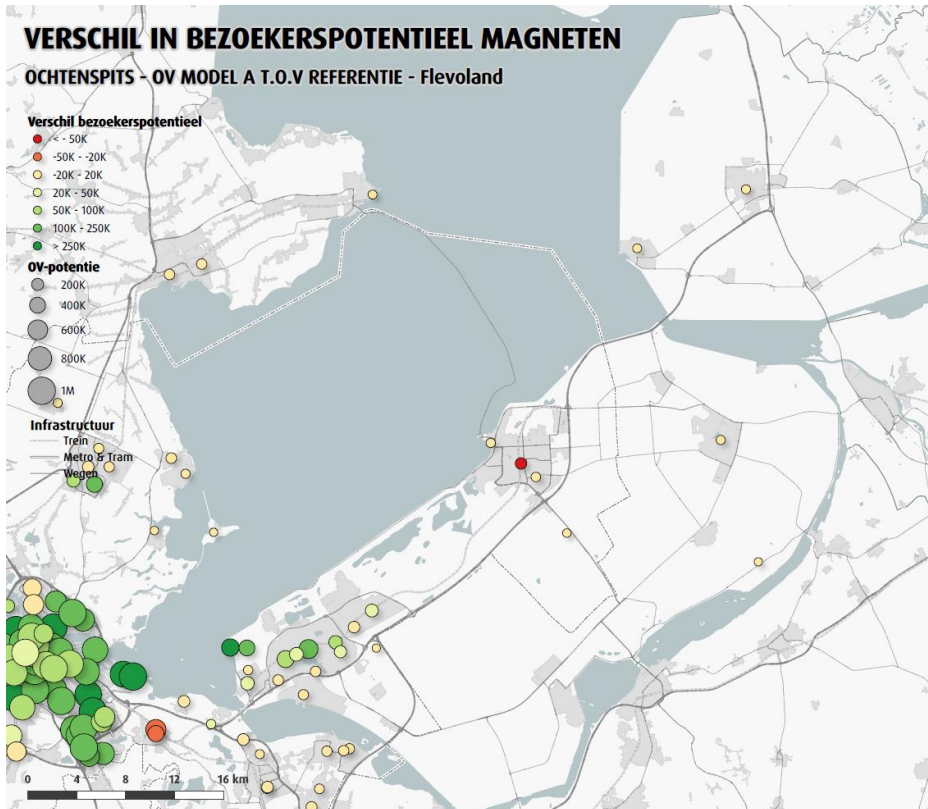 VERSCHIL IN BEZOEKERSPOTENTIEEL MAGNETEN
OCHTENSPITS - OV MODEL A T.O.V REFERENTIE - Flevoland
Verschil bezoekerspotentieel
< - 50K
-50K - -20K
-20K - 20K
20K - 50K
50K - 100K
100K - 250K
> 250K
OV-potentie
200K
400K
600K
800K
1M
Infrastructuur
Trein
Metro & Tram
Wegen
0 4 8 12 16 km